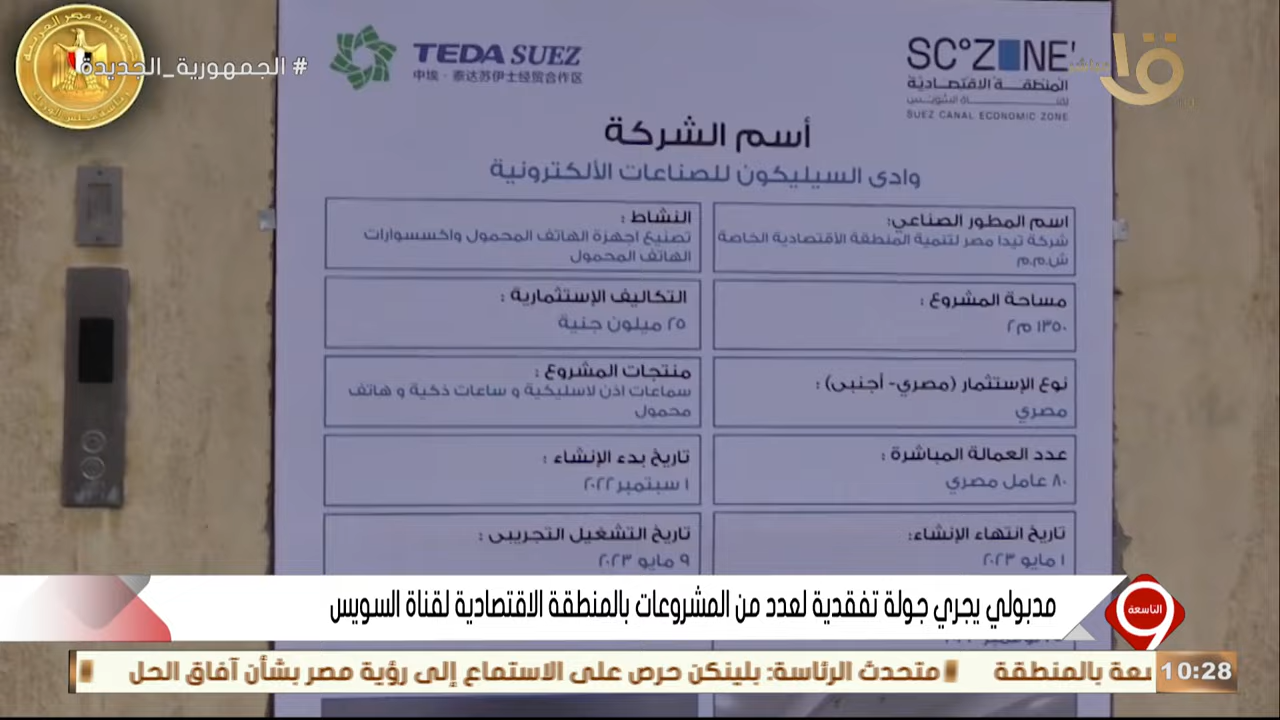 # الجمهورية_الجديدة
TEDA SUEZ
中埃·泰达苏伊士经贸合作区
SC°ZONE'
المنطقة الاقتصادية
SUEZ CANAL ECONOMIC ZONE
أسم الشركة
وادى السيليكون للصناعات الألكترونية
اسم المطور الصناعي:
شركة تيدا مصر لتنمية المنطقة الاقتصادية الخاصة
ش.م.م
النشاط :
تصنيع اجهزة الهاتف المحمول واكسسوارات
الهاتف المحمول
مساحة المشروع :
١٣٥٠ م٢
التكاليف الإستثمارية :
٢٥ ميلون جنية
نوع الإستثمار (مصري- أجنبى) :
مصري
منتجات المشروع :
سماعات اذن لاسليكية و ساعات ذكية و هاتف
محمول
عدد العمالة المباشرة :
٨٠ عامل مصري
تاريخ بدء الإنشاء :
١ سبتمبر ٢٠٢٢
تاريخ انتهاء الإنشاء:
١ مايو ٢٠٢٣
تاريخ التشغيل التجريبى :
٩ مايو ٢٠٢٣
التاسعة
مدبولي يجري جولة تفقدية لعدد من المشروعات بالمنطقة الاقتصادية لقناة السويس
10:28
بالمنطقة
متحدث الرئاسة: بلينكن حرص على الاستماع إلى رؤية مصر بشأن آفاق الحل